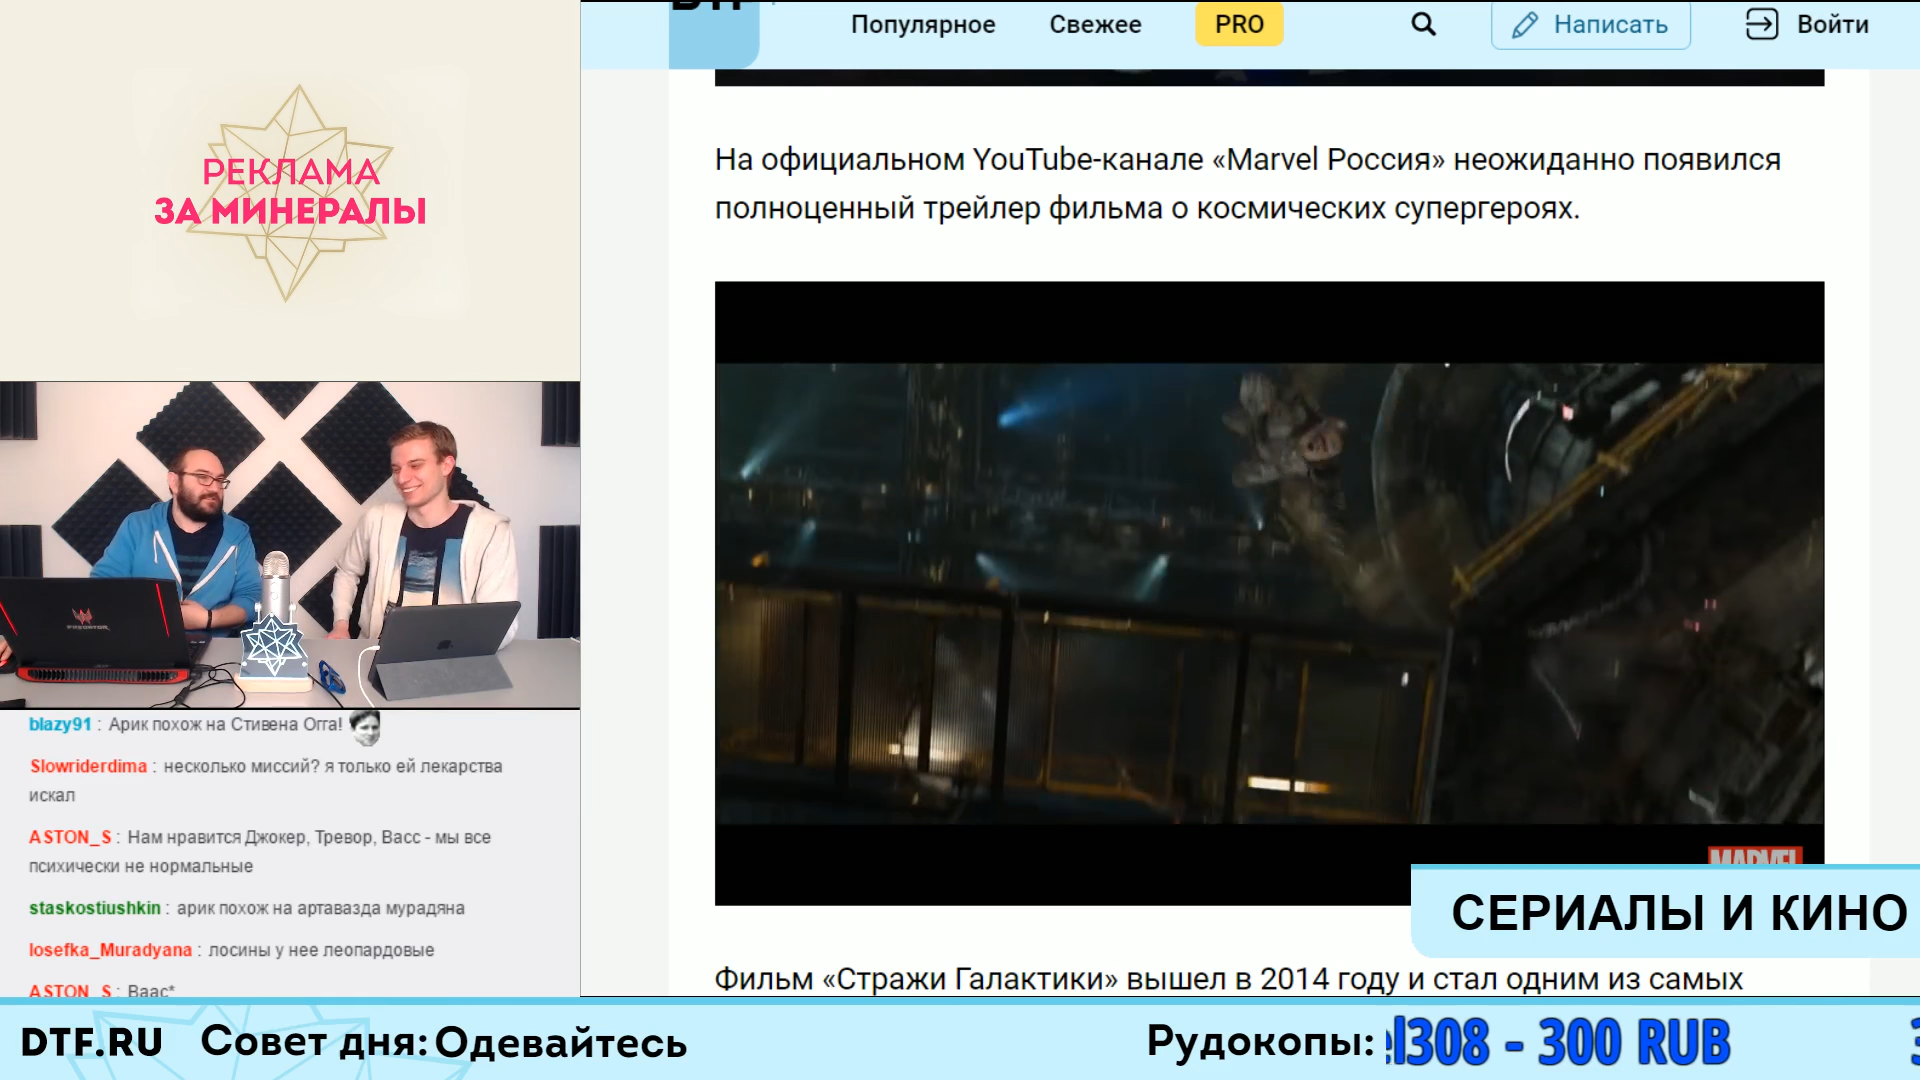 DTF
Популярное
Свежее
PRO
Написать
Войти
РЕКЛАМА
ЗА МИНЕРАЛЫ
На официальном YouTube-канале «Marvel Россия» неожиданно появился
полноценный трейлер фильма о космических супергероях.
PREDATOR
MARVEL
СЕРИАЛЫ И КИНО
Фильм «Стражи Галактики» вышел в 2014 году и стал одним из самых
blazy91 : Арик похож на Стивена Огга!
Slowriderdima : несколько миссий? я только ей лекарства
искал
ASTON_S : Нам нравится Джокер, Тревор, Васс - мы все
психически не нормальные
staskostiushkin : арик похож на артавазда мурадяна
Iosefka_Muradyana : лосины у нее леопардовые
ASTON_S : Ваас*
DTF.RU
Совет дня: Одевайтесь
Рудокопы: l308 - 300 RUB